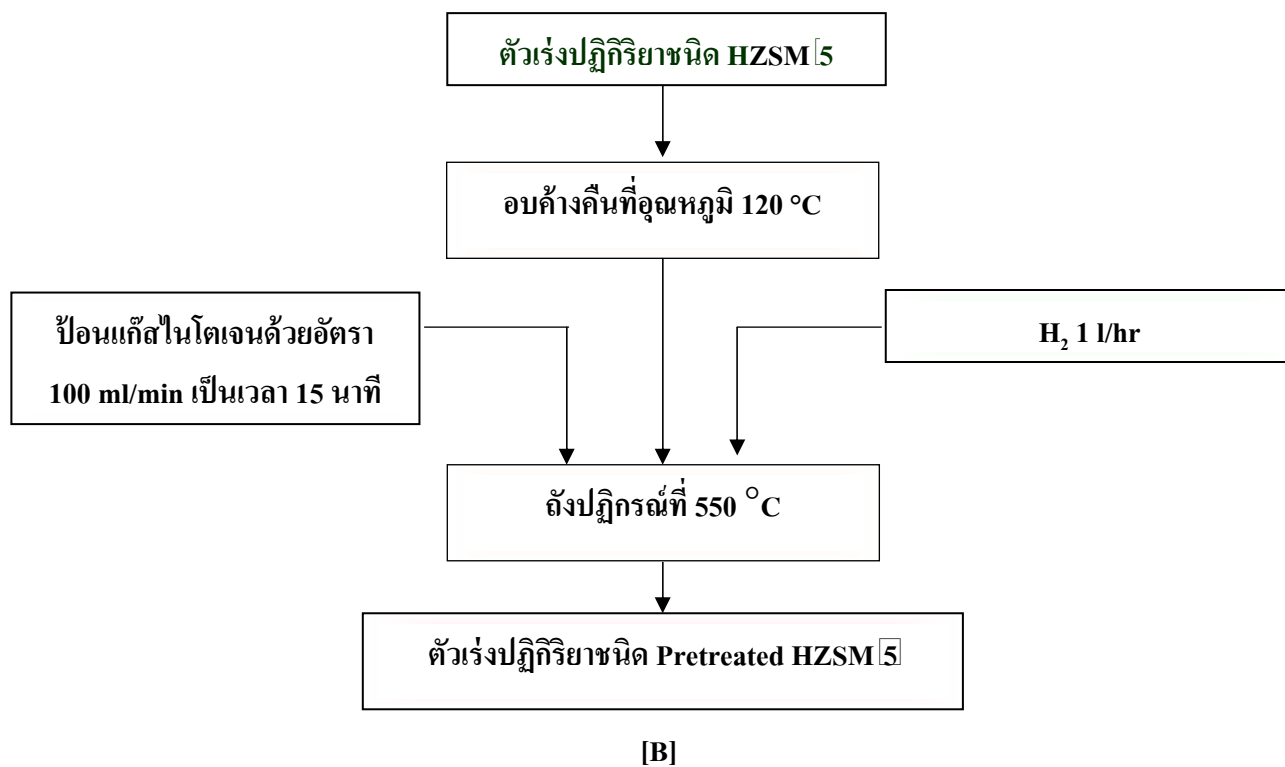 ตัวเร่งปฏิกิริยาชนิด HZSM 5
อบค้างคืนที่อุณหภูมิ 120 °C
ป้อนแก๊สไนโตเจนด้วยอัตรา
100 ml/min เป็นเวลา 15 นาที
H₂ 1 l/hr
ถังปฏิกรณ์ที่ 550 °C
ตัวเร่งปฏิกิริยาชนิด Pretreated HZSM 5
[B]